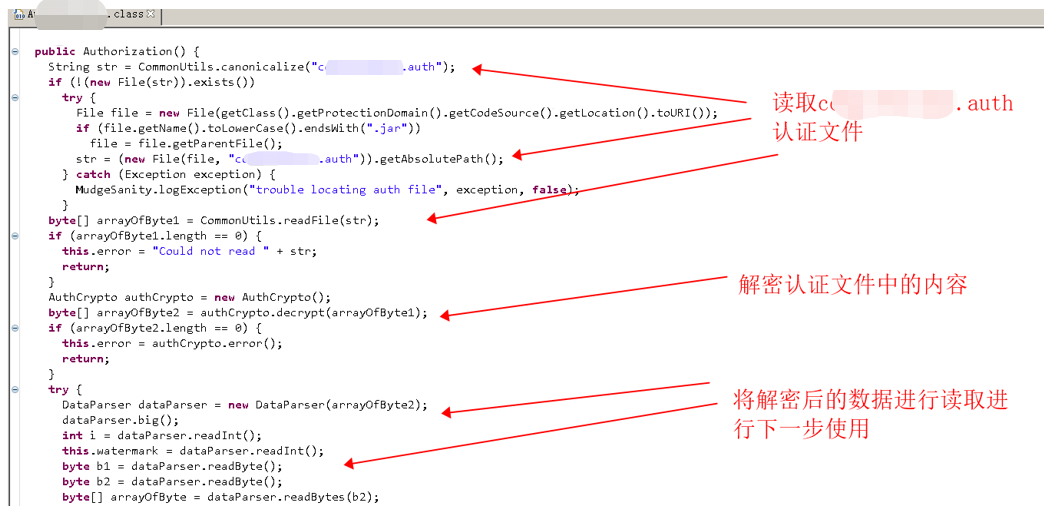 A .class
public Authorization() {
String str = CommonUtils.canonicalize("c .auth");
if (!(new File(str)).exists())
try {
File file = new File(getClass().getProtectionDomain().getCodeSource().getLocation().toURI());
if (file.getName().toLowerCase().endsWith(".jar"))
file = file.getParentFile();
str = (new File(file, "c .auth")).getAbsolutePath();
} catch (Exception exception) {
MudgeSanity.logException("trouble locating auth file", exception, false);
}
byte[] arrayOfByte1 = CommonUtils.readFile(str);
if (arrayOfByte1.length == 0) {
this.error = "Could not read " + str;
return;
}
AuthCrypto authCrypto = new AuthCrypto();
byte[] arrayOfByte2 = authCrypto.decrypt(arrayOfByte1);
if (arrayOfByte2.length == 0) {
this.error = authCrypto.error();
return;
}
try {
DataParser dataParser = new DataParser(arrayOfByte2);
dataParser.big();
int i = dataParser.readInt();
this.watermark = dataParser.readInt();
byte b1 = dataParser.readByte();
byte b2 = dataParser.readByte();
byte[] arrayOfByte = dataParser.readBytes(b2);
读取c .auth
认证文件
解密认证文件中的内容
将解密后的数据进行读取进
行下一步使用